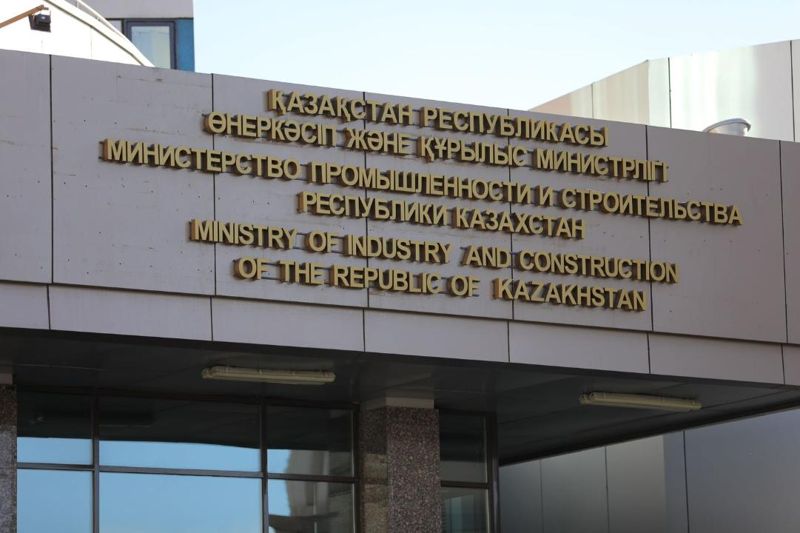 ҚАЗАҚСТАН РЕСПУБЛИКАСЫ
ӨНЕРКӘСІП ЖӘНЕ ҚҰРЫЛЫС МИНИСТРЛІГІ
МИНИСТЕРСТВО ПРОМЫШЛЕННОСТИ И СТРОИТЕЛЬСТВА
РЕСПУБЛИКИ КАЗАХСТАН
MINISTRY OF INDUSTRY AND CONSTRUCTION
OF THE REPUBLIC OF KAZAKHSTAN